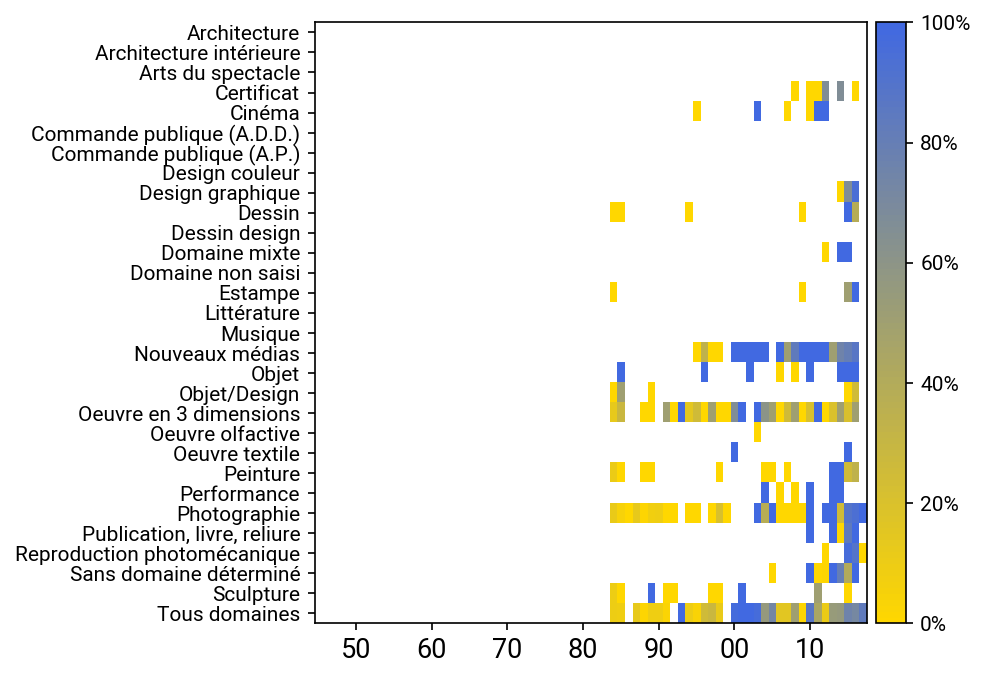 Architecture
Architecture intérieure
Arts du spectacle
Certificat
Cinéma
Commande publique (A.D.D.)
Commande publique (A.P.)
Design couleur
Design graphique
Dessin
Dessin design
Domaine mixte
Domaine non saisi
Estampe
Littérature
Musique
Nouveaux médias
Objet
Objet/Design
Oeuvre en 3 dimensions
Oeuvre olfactive
Oeuvre textile
Peinture
Performance
Photographie
Publication, livre, reliure
Reproduction photomécanique
Sans domaine déterminé
Sculpture
Tous domaines
50 60 70 80 90 00 10
100%
80%
60%
40%
20%
0%